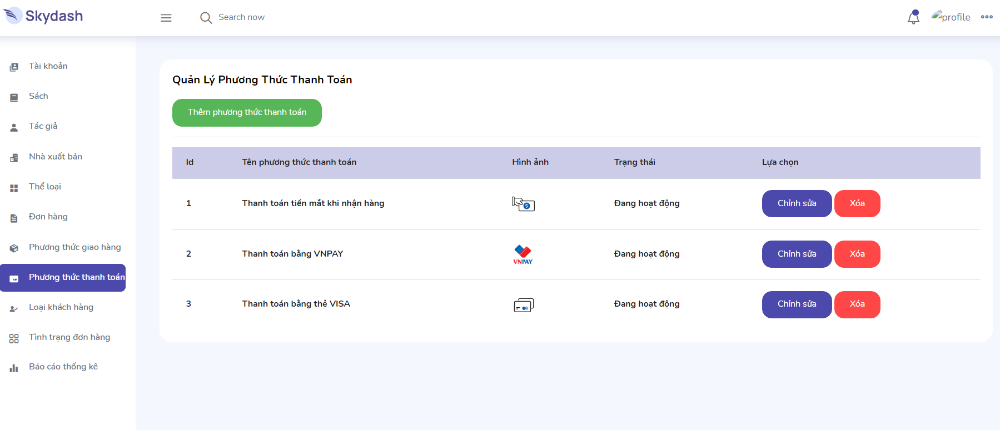 Skydash
Search now
profile
Tài khoản
Sách
Tác giả
Nhà xuất bản
Thể loại
Đơn hàng
Phương thức giao hàng
Phương thức thanh toán
Loại khách hàng
Tình trạng đơn hàng
Báo cáo thống kê
Quản Lý Phương Thức Thanh Toán
Thêm phương thức thanh toán
Id Tên phương thức thanh toán Hình ảnh Trạng thái Lựa chọn
1 Thanh toán tiền mắt khi nhận hàng Đang hoạt động Chỉnh sửa Xóa
2 Thanh toán bằng VNPAY VNPAY Đang hoạt động Chỉnh sửa Xóa
3 Thanh toán bằng thẻ VISA Đang hoạt động Chỉnh sửa Xóa